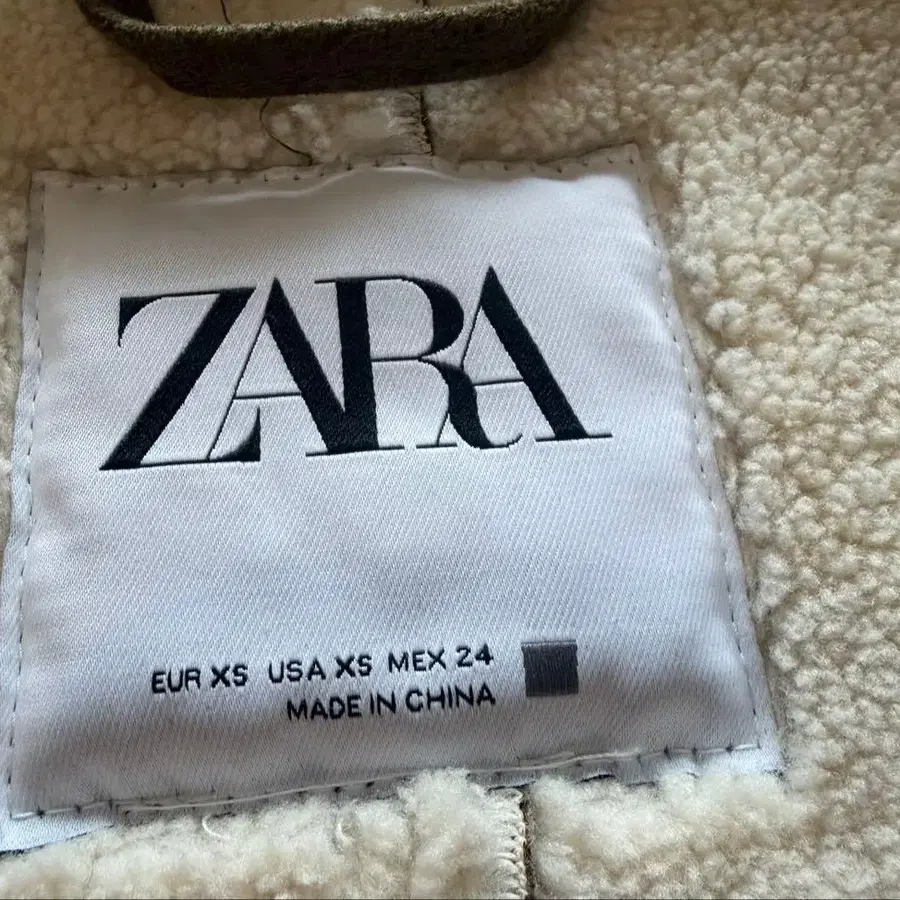 ZARA
EUR XS USA XS MEX 24
MADE IN CHINA